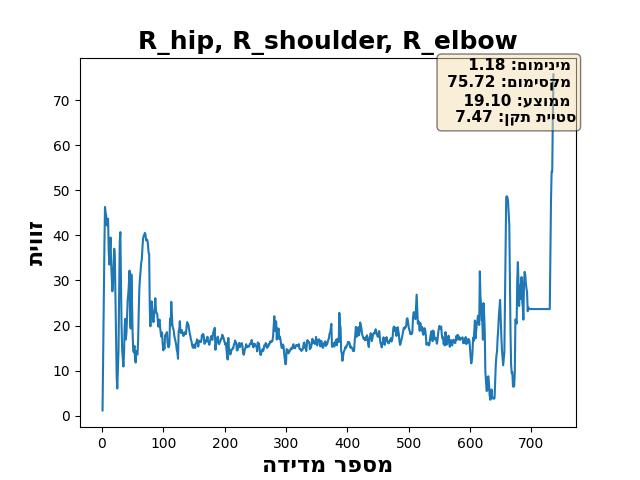 R_hip, R_shoulder, R_elbow
מינימום: 1.18
מקסימום: 75.72
ממוצע: 19.10
סטיית תקן: 7.47
זווית
70
60
50
40
30
20
10
0
0 100 200 300 400 500 600 700
מספר מדידה